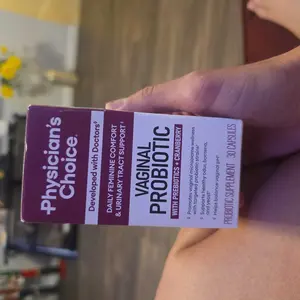 Physician's
Choice
Developed with Doctors†
DAILY FEMININE COMFORT
& URINARY TRACT SUPPORT†
VAGINAL
PROBIOTIC
WITH PREBIOTICS + CRANBERRY
PROBIOTIC SUPPLEMENT 30 CAPSULES